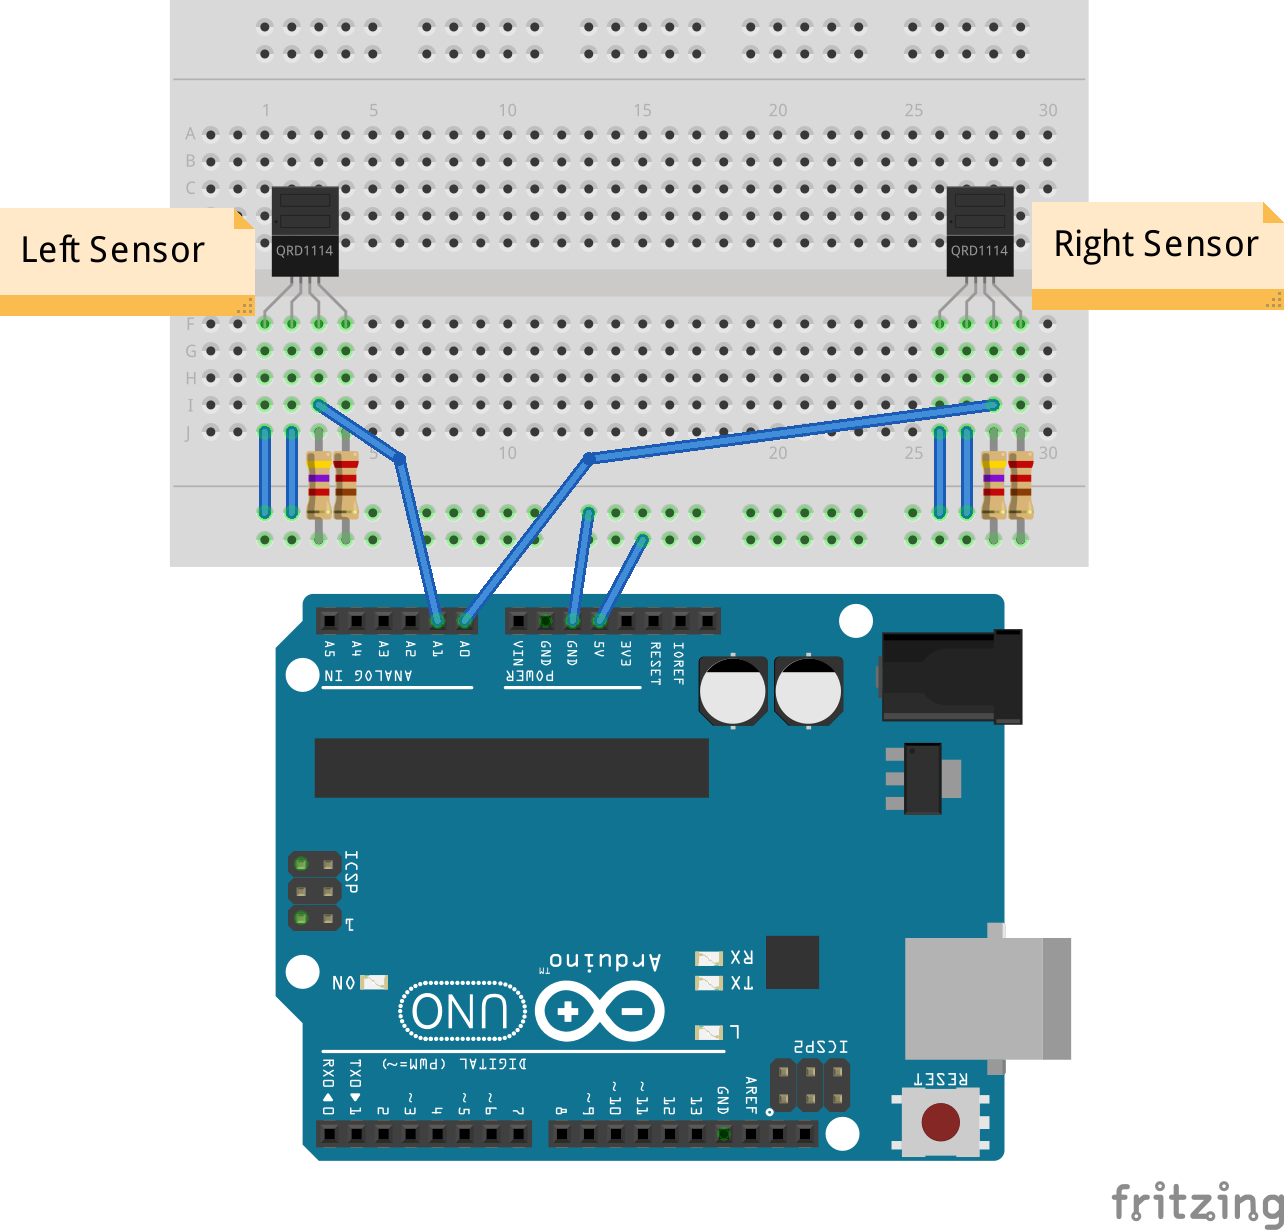 1 5 10 15 20 25 30
A
B
C
Left Sensor
QRD1114
QRD1114
Right Sensor
F
G
H
I
J
5 10 25 30
A5 A4 A3 A2 A1 A0 VIN GND GND 5V 3V3 RESET IOREF
ANALOG IN POWER
ICSP
1
ON
Arduino
TM
UNO
RX
TX
L
ICSP2
DIGITAL (PWM=~)
RESET
RX0 TX0
0 1 2 ~3 4 ~5 ~6 7 8 ~9 ~10 ~11 12 13 GND AREF
fritzing